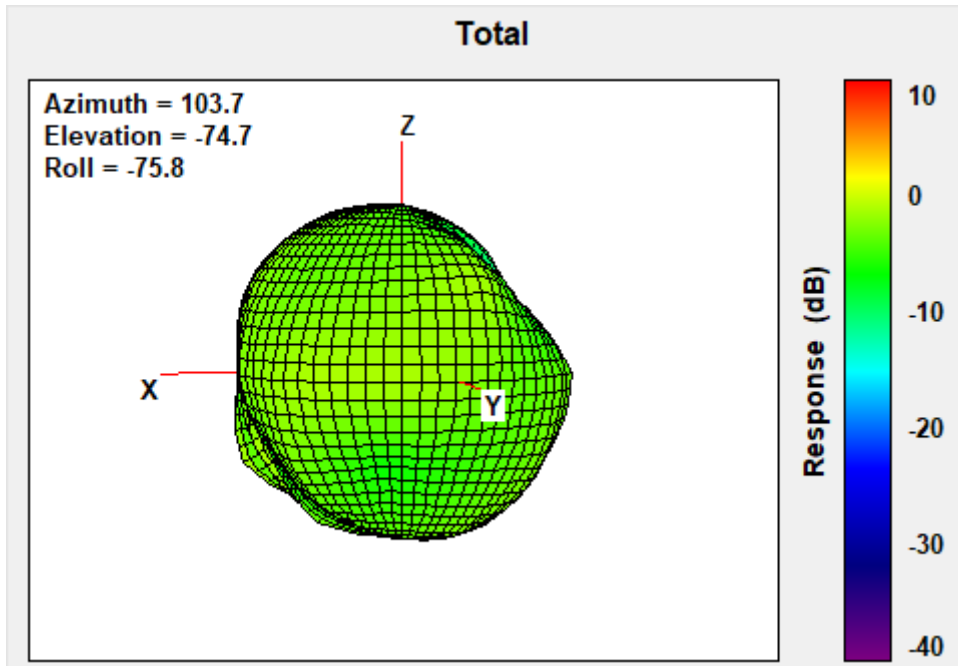 Total
Azimuth = 103.7
Elevation = -74.7
Roll = -75.8
Z
X
Y
10
0
-10
-20
-30
-40
Response (dB)